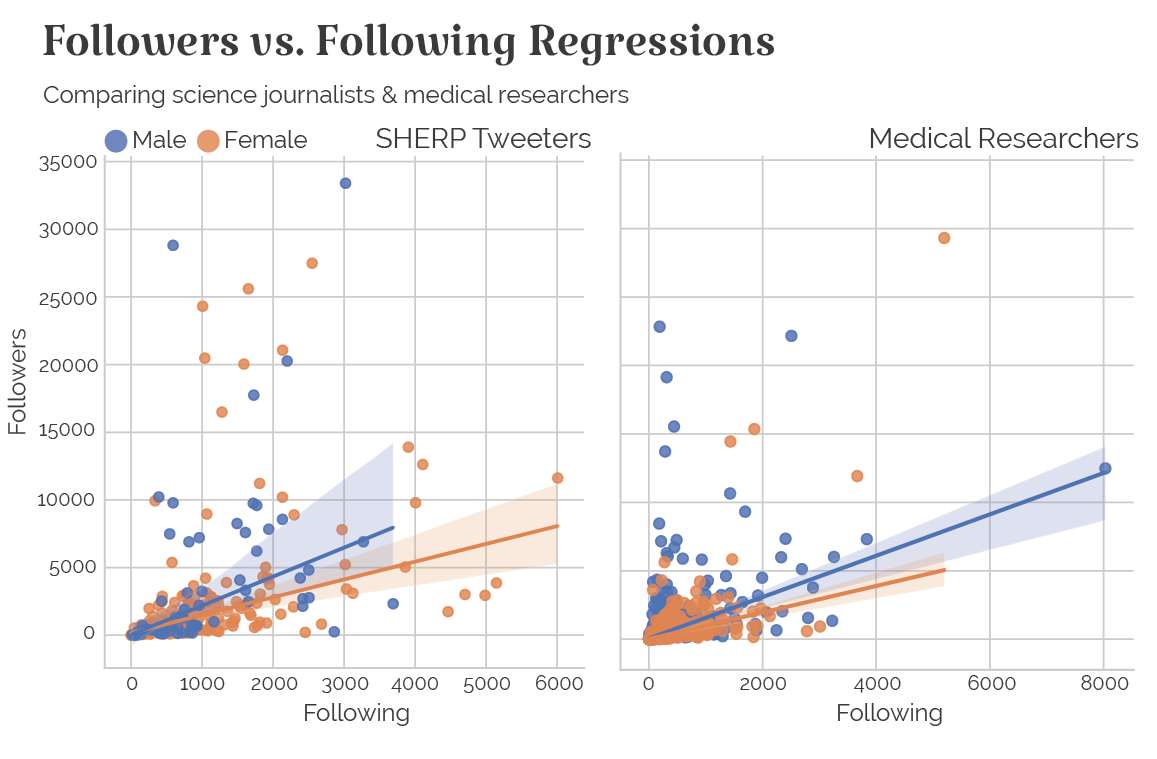 Followers vs. Following Regressions
Comparing science journalists & medical researchers
Male Female SHERP Tweeters
Medical Researchers
35000
30000
25000
20000
15000
10000
5000
0
Followers
0 1000 2000 3000 4000 5000 6000
Following
0 2000 4000 6000 8000
Following